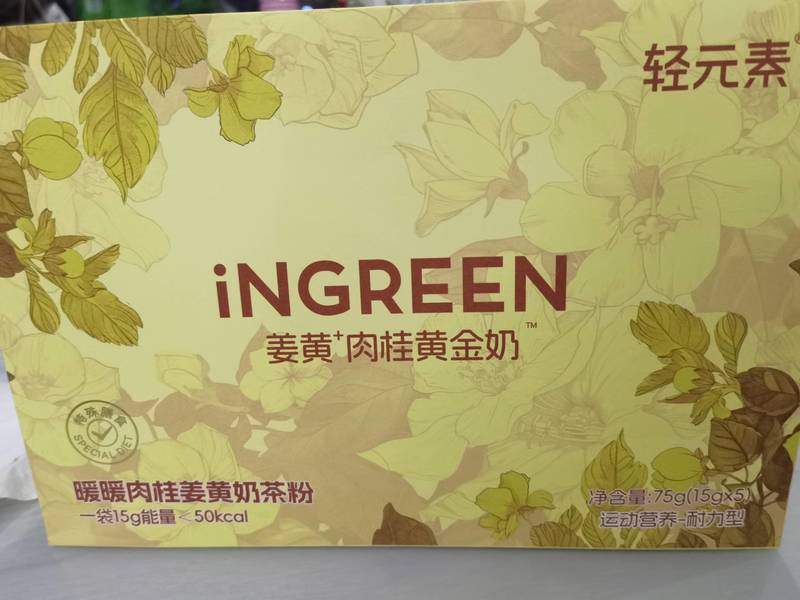 轻元素®
iNGREEN
姜黄+肉桂黄金奶™
特殊膳食
SPECIAL DIET
暖暖肉桂姜黄奶茶粉
一袋15g能量<50kcal
净含量:75g(15gx5)
运动营养-耐力型